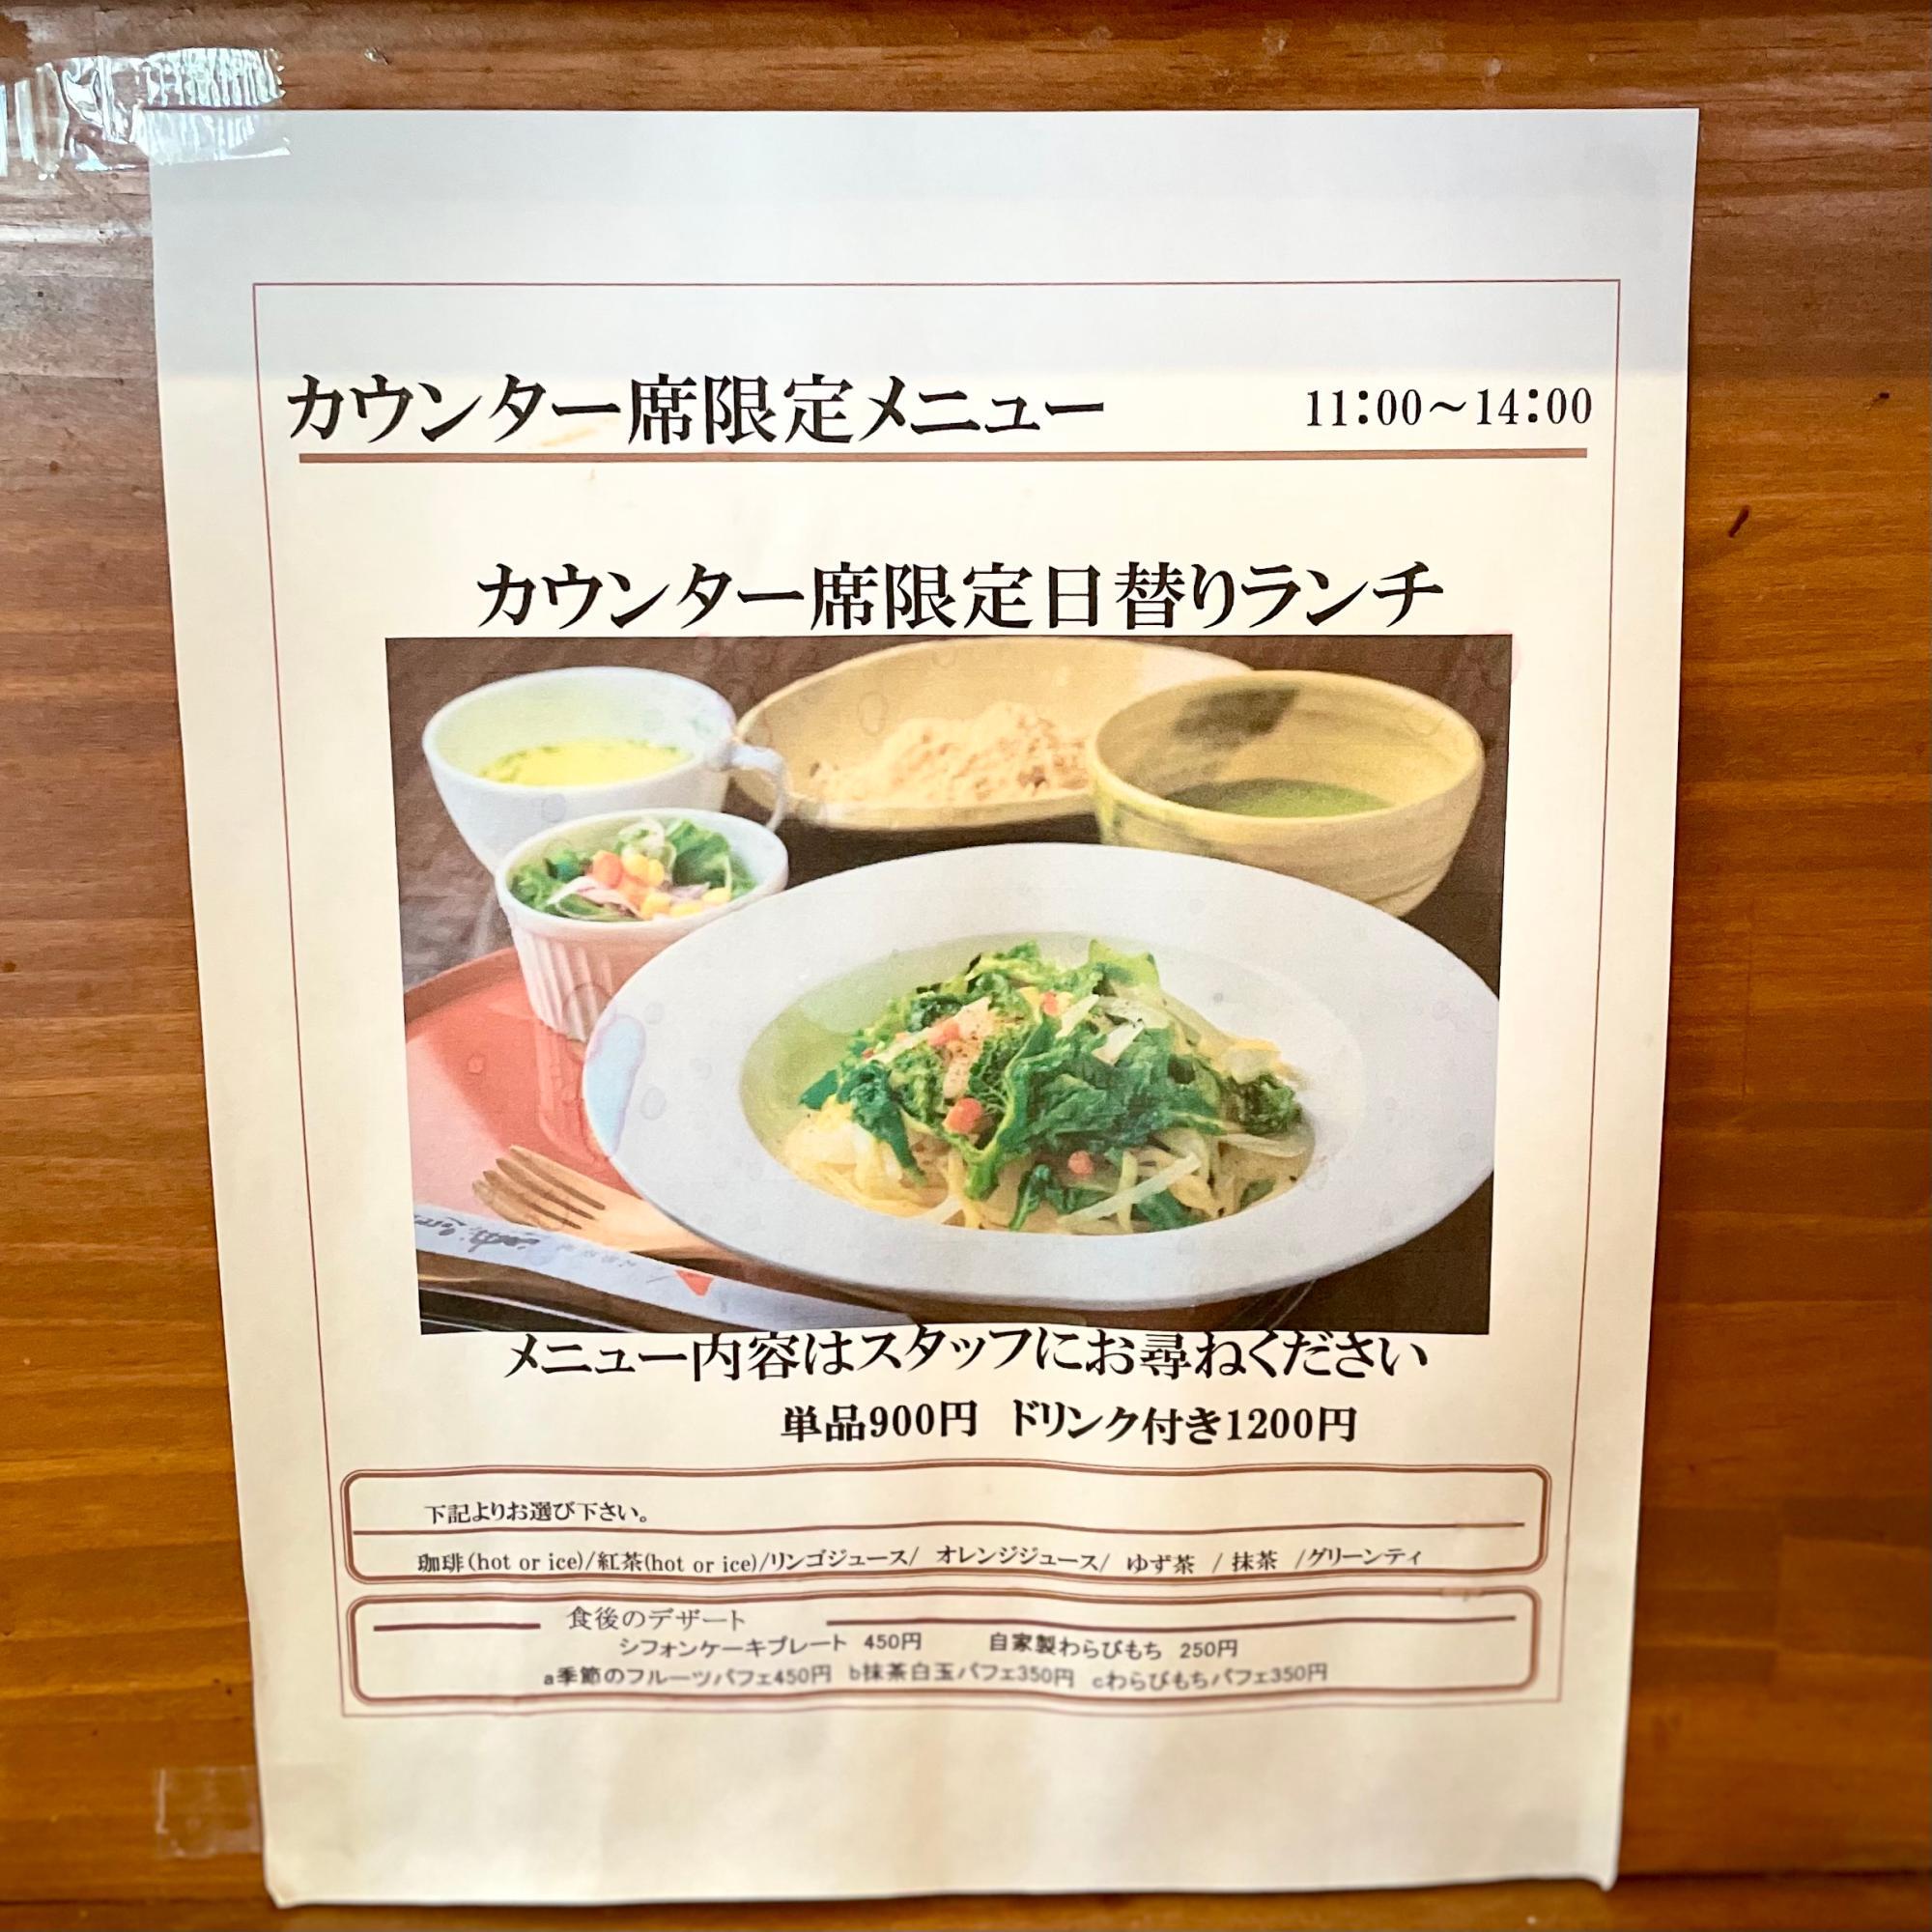 カウンター席限定メニュー 11:00〜14:00
カウンター席限定日替りランチ
メニュー内容はスタッフにお尋ねください
単品900円 ドリンク付き1200円
下記よりお選び下さい。
珈琲(hot or ice)/紅茶(hot or ice)/リンゴジュース/ オレンジジュース/ ゆず茶 / 抹茶 /グリーンティ
食後のデザート
シフォンケーキプレート 450円 自家製わらびもち 250円
a季節のフルーツパフェ450円 b抹茶白玉パフェ350円 cわらびもちパフェ350円